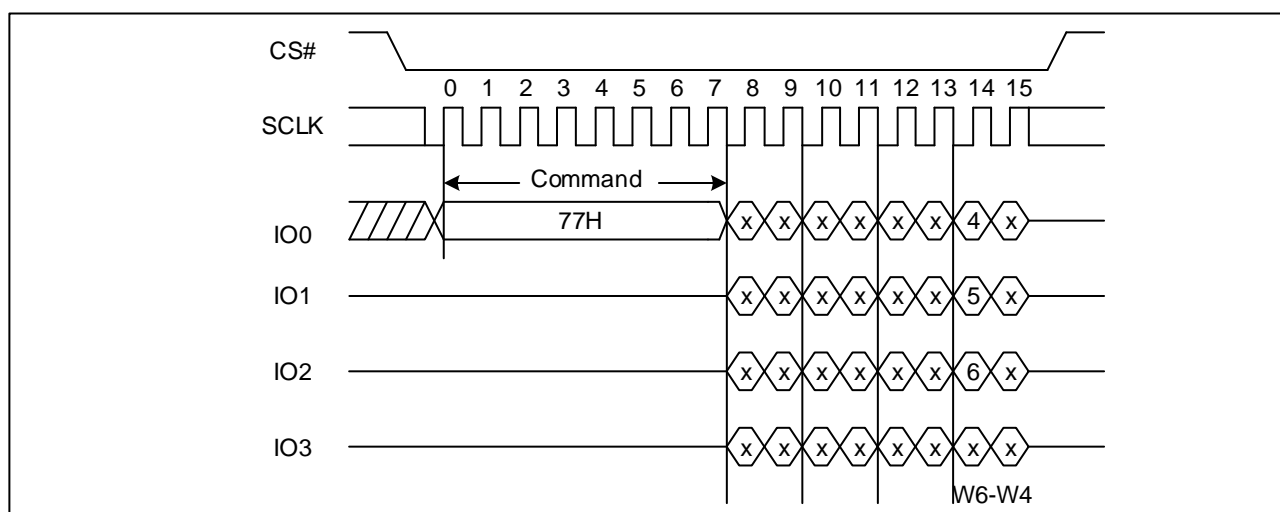 CS#
0 1 2 3 4 5 6 7 8 9 10 11 12 13 14 15
SCLK
Command
IO0 77H x x x x x x 4 x
IO1 x x x x x x 5 x
IO2 x x x x x x 6 x
IO3 x x x x x x x x
W6-W4